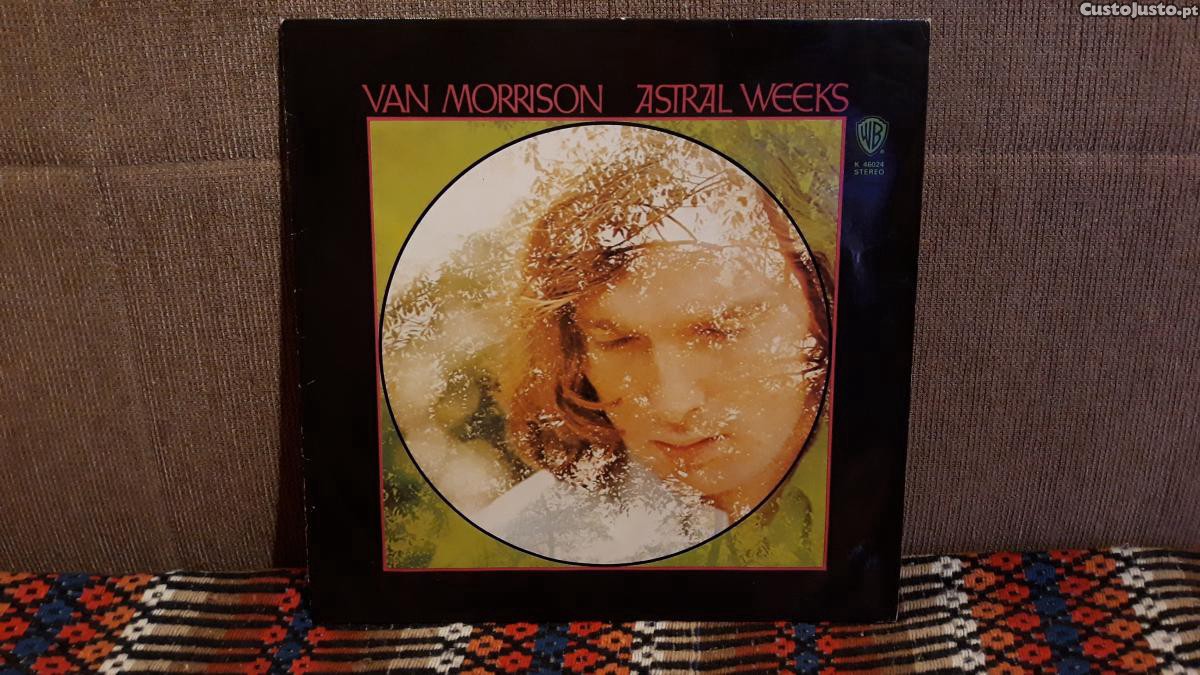 CustoJusto.pt
VAN MORRISON ASTRAL WEEKS
WB
K 46024
STEREO